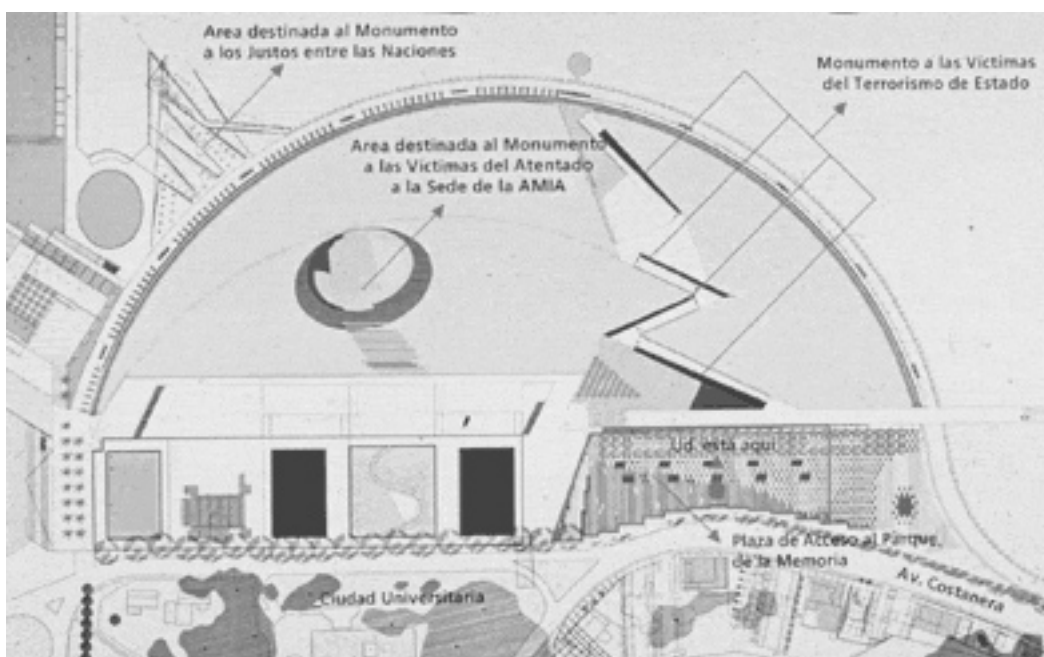 Area destinada al Monumento
a los Justos entre las Naciones
Monumento a las Víctimas
del Terrorismo de Estado
Area destinada al Monumento
a las Víctimas del Atentado
a la Sede de la AMIA
Ud. está aquí
Plaza de Acceso al Parque
de la Memoria
Av. Costanera
Ciudad Universitaria